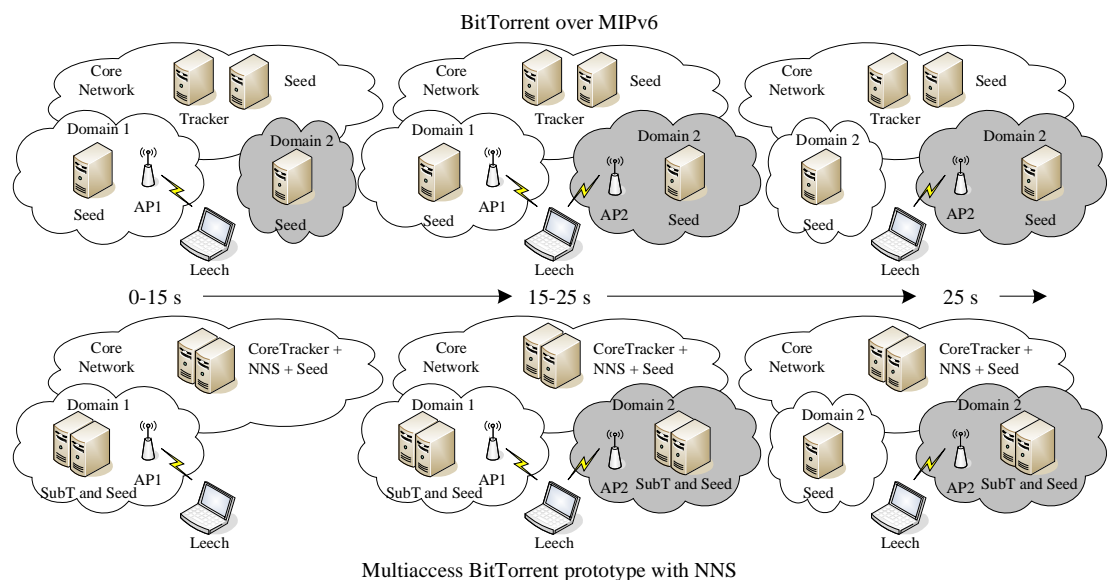 BitTorrent over MIPv6
Core
Network
Seed
Tracker
Domain 1
Domain 2
Seed
AP1
Seed
Leech
Core
Network
Seed
Tracker
Domain 1
Domain 2
Seed
AP1
AP2
Seed
Leech
Core
Network
Seed
Tracker
Domain 2
Domain 2
Seed
AP2
Seed
Leech
0-15 s
15-25 s
25 s
Core
Network
CoreTracker +
NNS + Seed
Domain 1
AP1
SubT and Seed
Leech
Core
Network
CoreTracker +
NNS + Seed
Domain 1
Domain 2
AP1
SubT and Seed
AP2
SubT and Seed
Leech
Core
Network
CoreTracker +
NNS + Seed
Domain 2
Domain 2
Seed
AP2
SubT and Seed
Leech
Multiaccess BitTorrent prototype with NNS